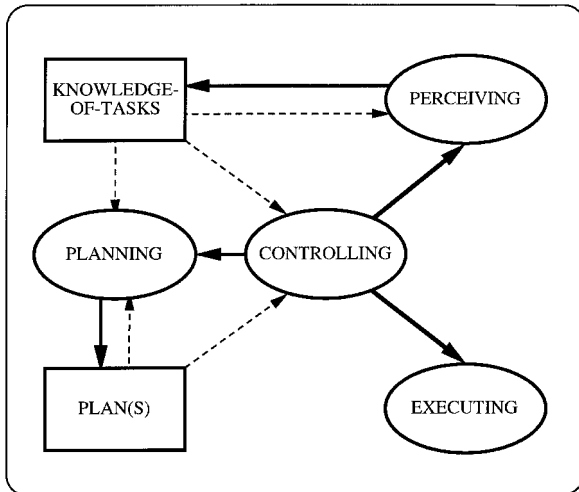 KNOWLEDGE-
OF-TASKS
PERCEIVING
PLANNING
CONTROLLING
PLAN(S)
EXECUTING